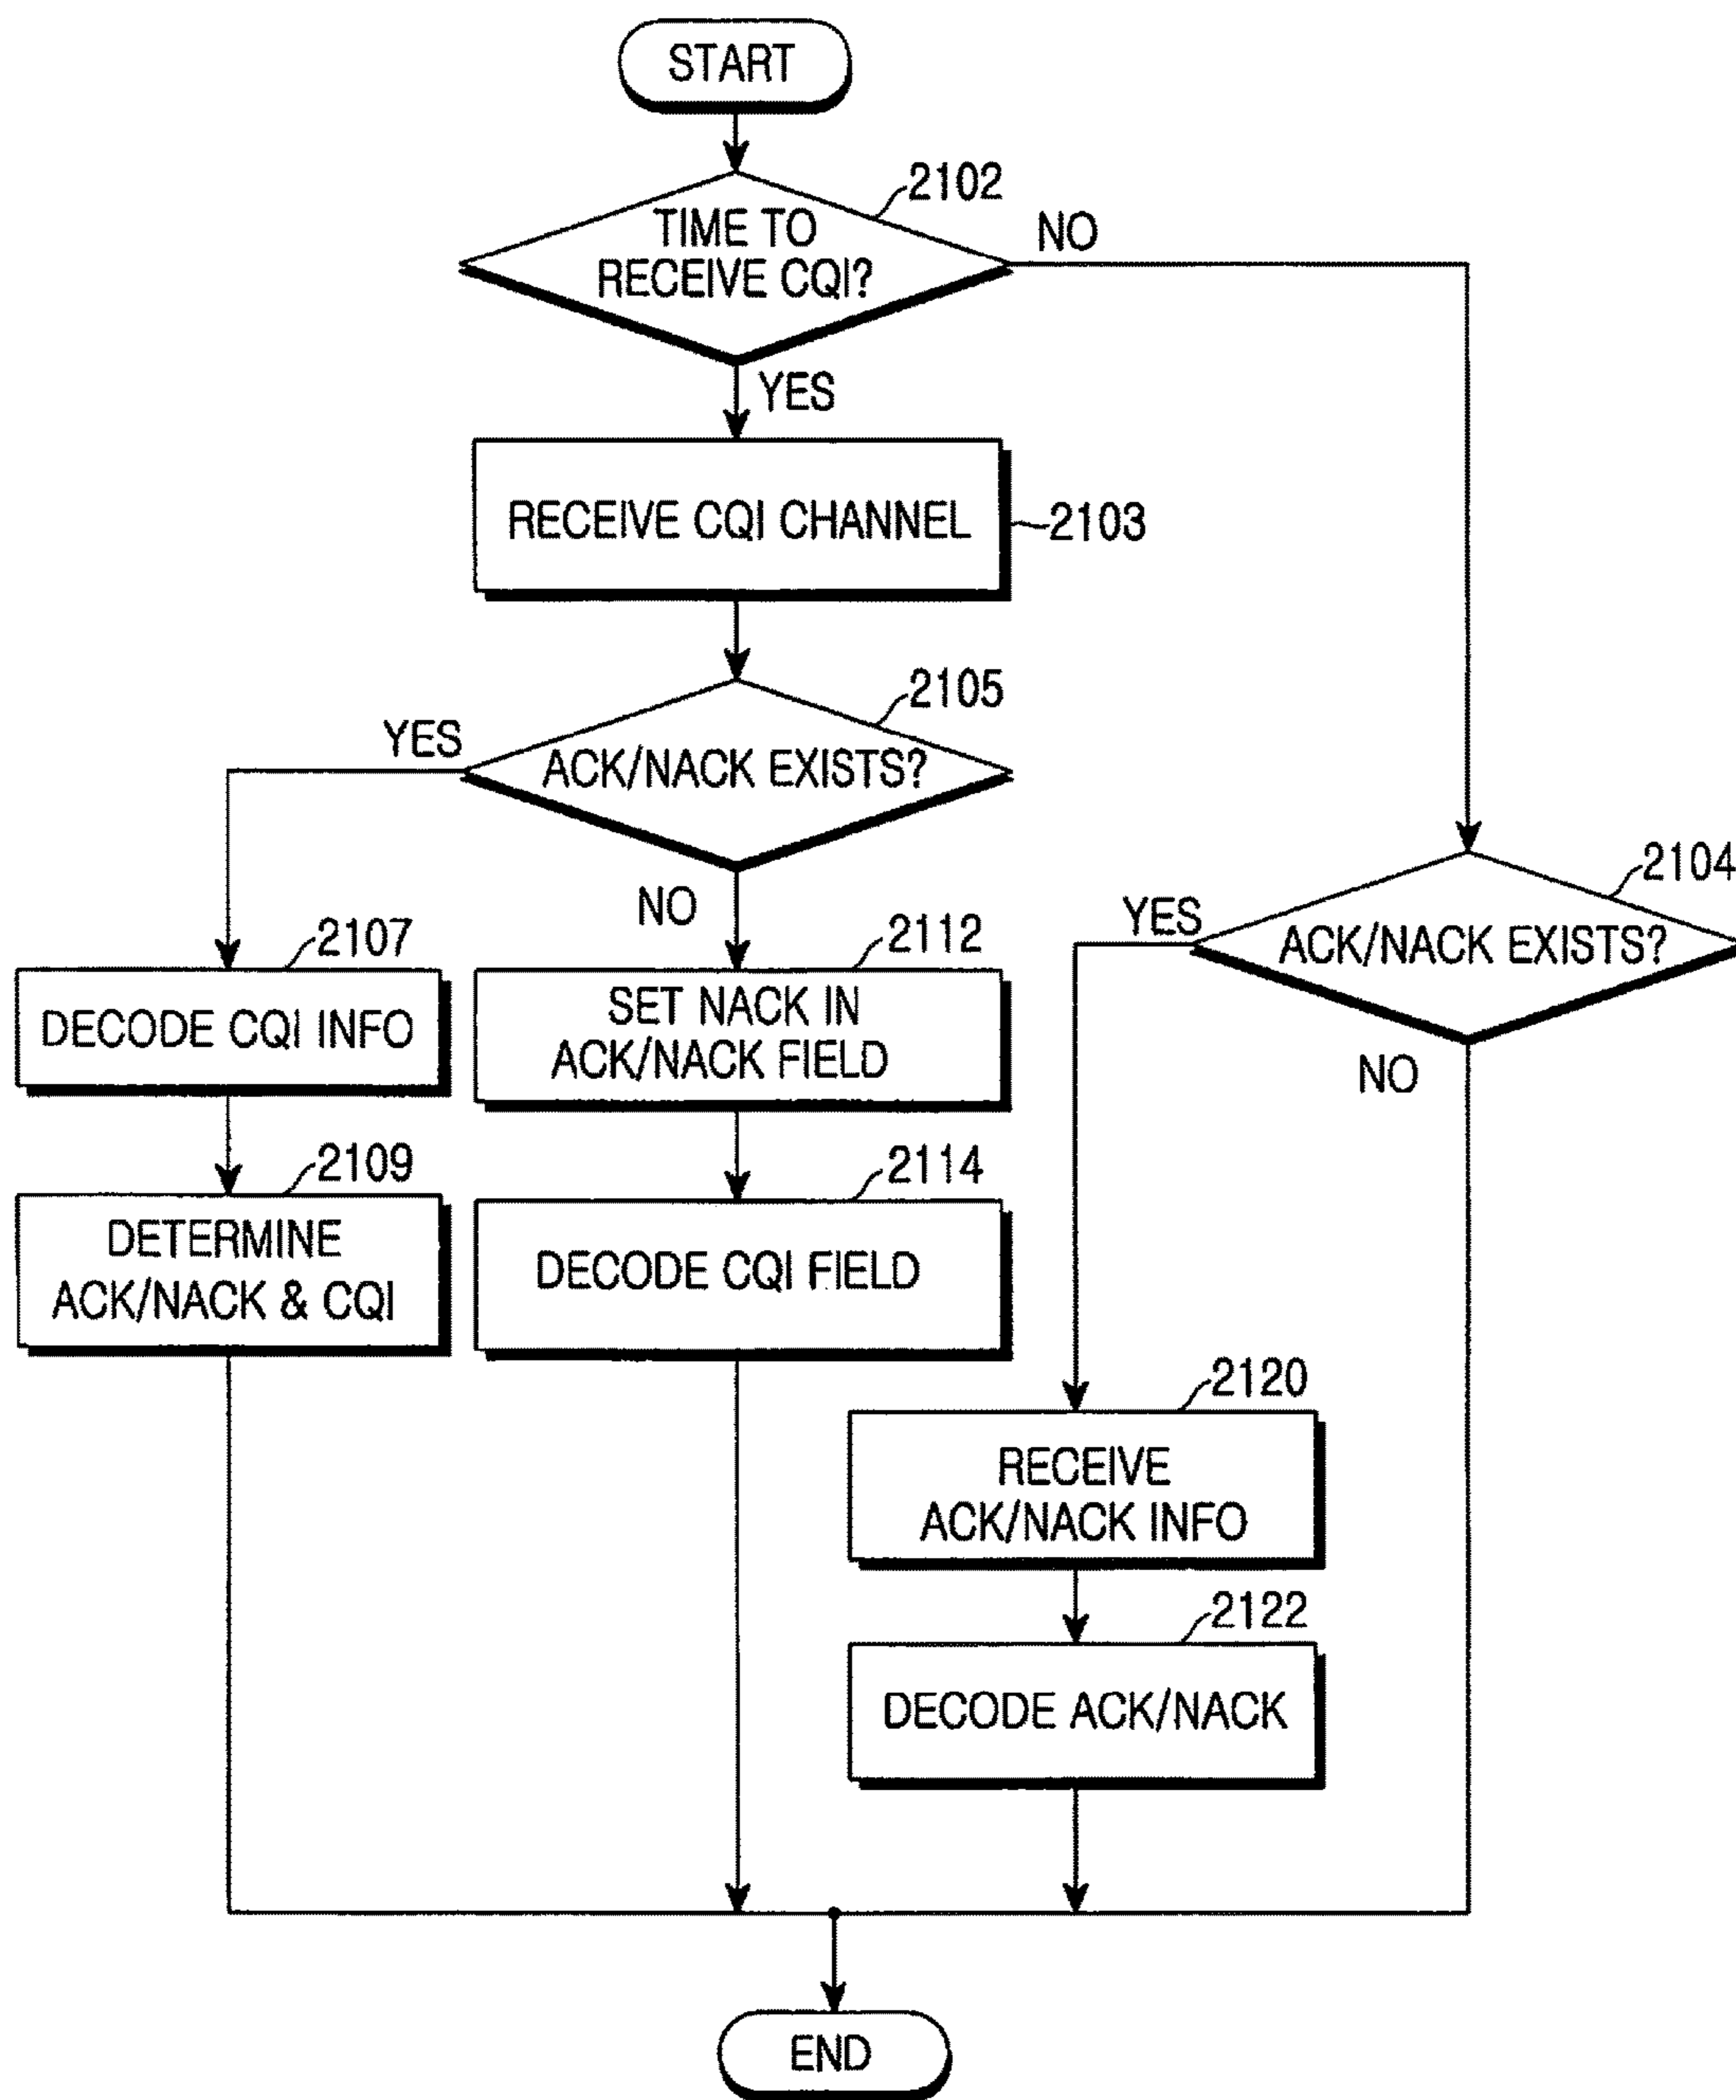 START
2102
TIME TO
RECEIVE CQI?
NO
YES
RECEIVE CQI CHANNEL
2103
2105
YES
ACK/NACK EXISTS?
NO
2104
YES
ACK/NACK EXISTS?
NO
2107
DECODE CQI INFO
2112
SET NACK IN
ACK/NACK FIELD
2109
DETERMINE
ACK/NACK & CQI
2114
DECODE CQI FIELD
2120
RECEIVE
ACK/NACK INFO
2122
DECODE ACK/NACK
END